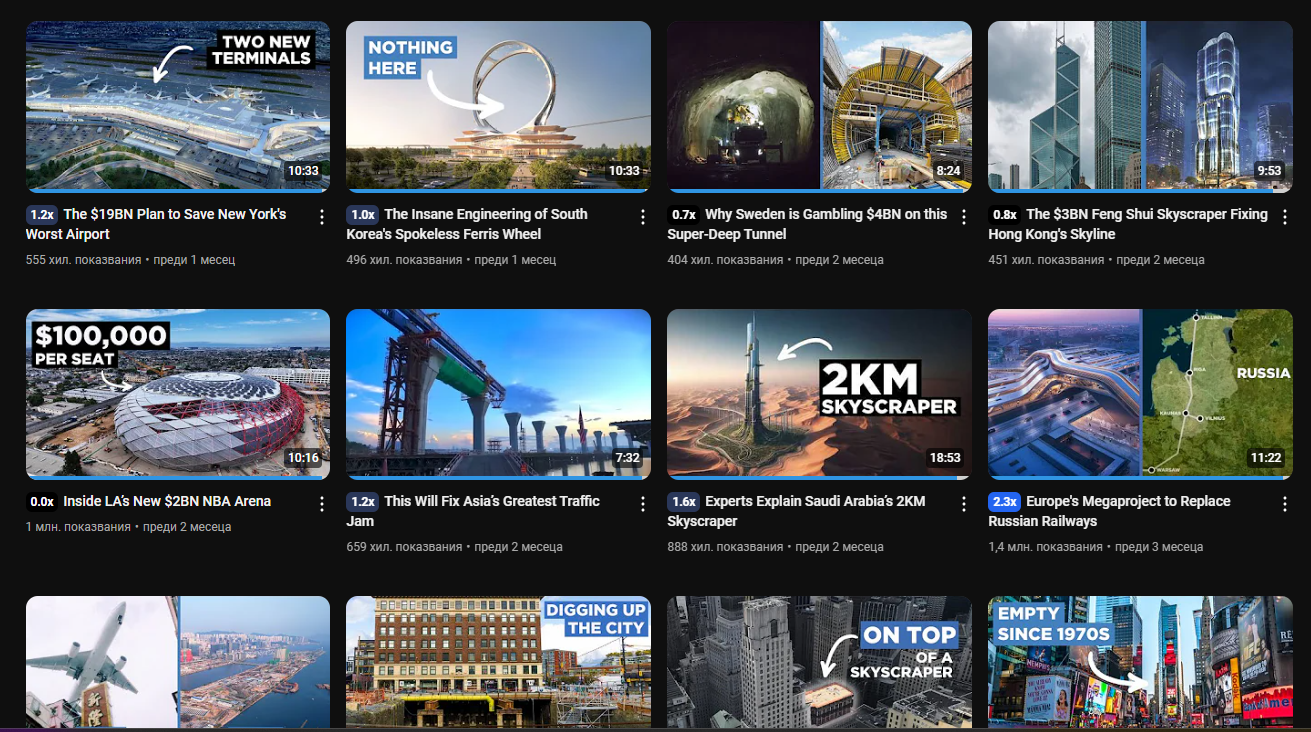 TWO NEW
TERMINALS
10:33
NOTHING
HERE
10:33
8:24
9:53
1.2x The $19BN Plan to Save New York's
Worst Airport
555 хил. показвания • преди 1 месец
1.0x The Insane Engineering of South
Korea's Spokeless Ferris Wheel
496 хил. показвания • преди 1 месец
0.7x Why Sweden is Gambling $4BN on this
Super-Deep Tunnel
404 хил. показвания • преди 2 месеца
0.8x The $3BN Feng Shui Skyscraper Fixing
Hong Kong's Skyline
451 хил. показвания • преди 2 месеца
$100,000
PER SEAT
10:16
7:32
2KM
SKYSCRAPER
18:53
TALLINN
RIGA
RUSSIA
KAUNAS
VILNIUS
WARSAW
11:22
0.0x Inside LA's New $2BN NBA Arena
1 млн. показвания • преди 2 месеца
1.2x This Will Fix Asia's Greatest Traffic
Jam
659 хил. показвания • преди 2 месеца
1.6x Experts Explain Saudi Arabia's 2KM
Skyscraper
888 хил. показвания • преди 2 месеца
2.3x Europe's Megaproject to Replace
Russian Railways
1,4 млн. показвания • преди 3 месеца
DIGGING UP
THE CITY
ON TOP
OF A
SKYSCRAPER
EMPTY
SINCE 1970S